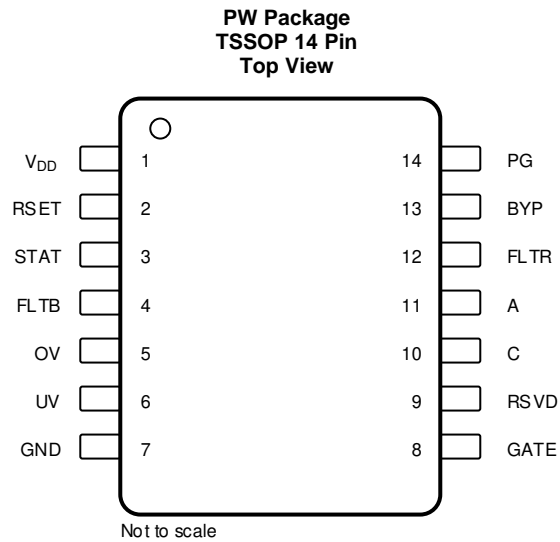 PW Package
TSSOP 14 Pin
Top View
VDD 1 14 PG
RSET 2 13 BYP
STAT 3 12 FLTR
FLTB 4 11 A
OV 5 10 C
UV 6 9 RSVD
GND 7 8 GATE
Not to scale